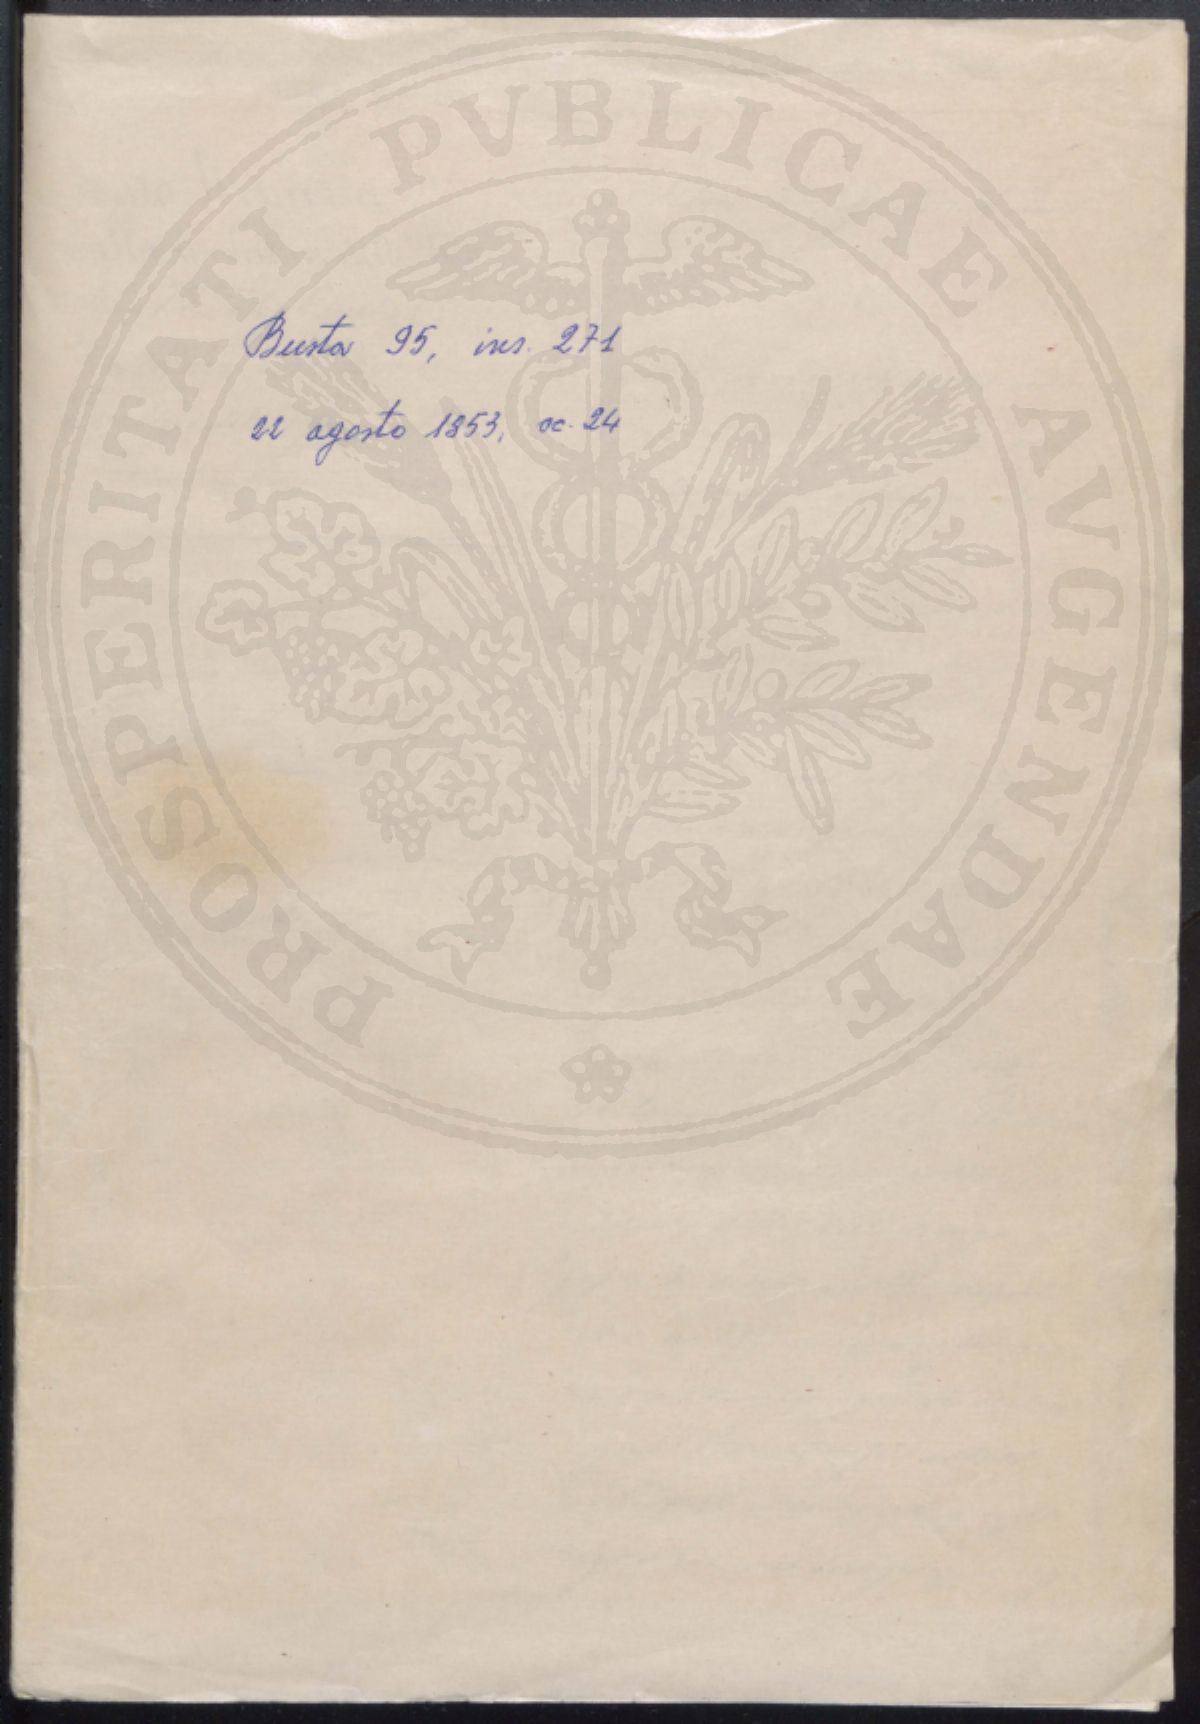 Busta 95, ins. 271
22 agosto 1853, cc. 24
PROSPERITATI PVBLICAE AVGENDAE